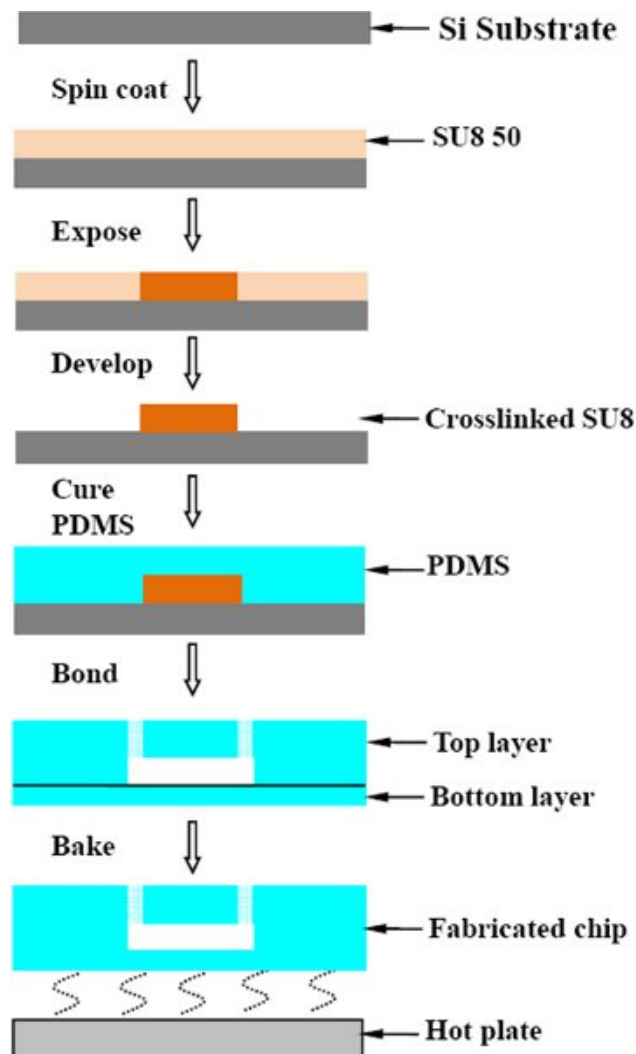 Si Substrate
Spin coat
SU8 50
Expose
Develop
Crosslinked SU8
Cure
PDMS
PDMS
Bond
Top layer
Bottom layer
Bake
Fabricated chip
Hot plate